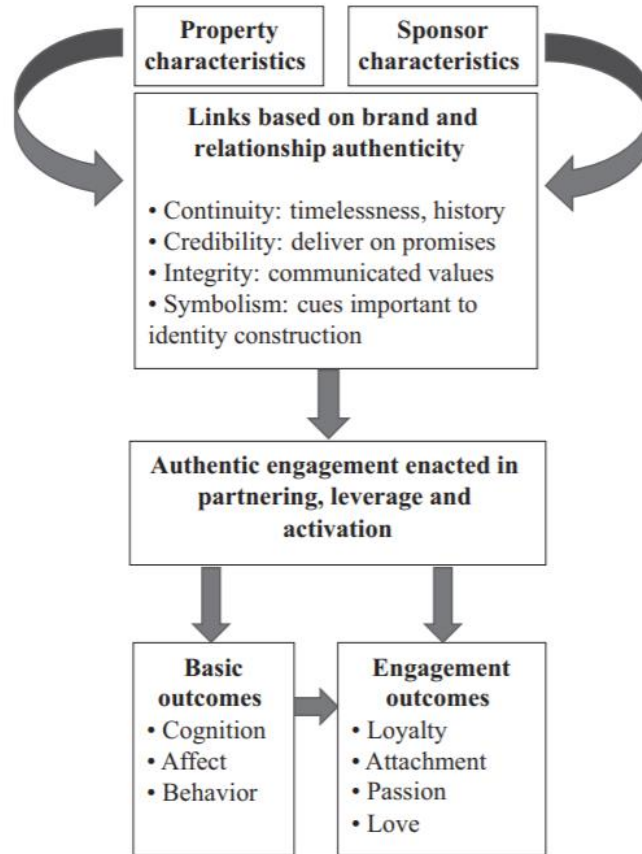 Property
characteristics
Sponsor
characteristics
Links based on brand and
relationship authenticity
• Continuity: timelessness, history
• Credibility: deliver on promises
• Integrity: communicated values
• Symbolism: cues important to
identity construction
Authentic engagement enacted in
partnering, leverage and
activation
Basic
outcomes
• Cognition
• Affect
• Behavior
Engagement
outcomes
• Loyalty
• Attachment
• Passion
• Love